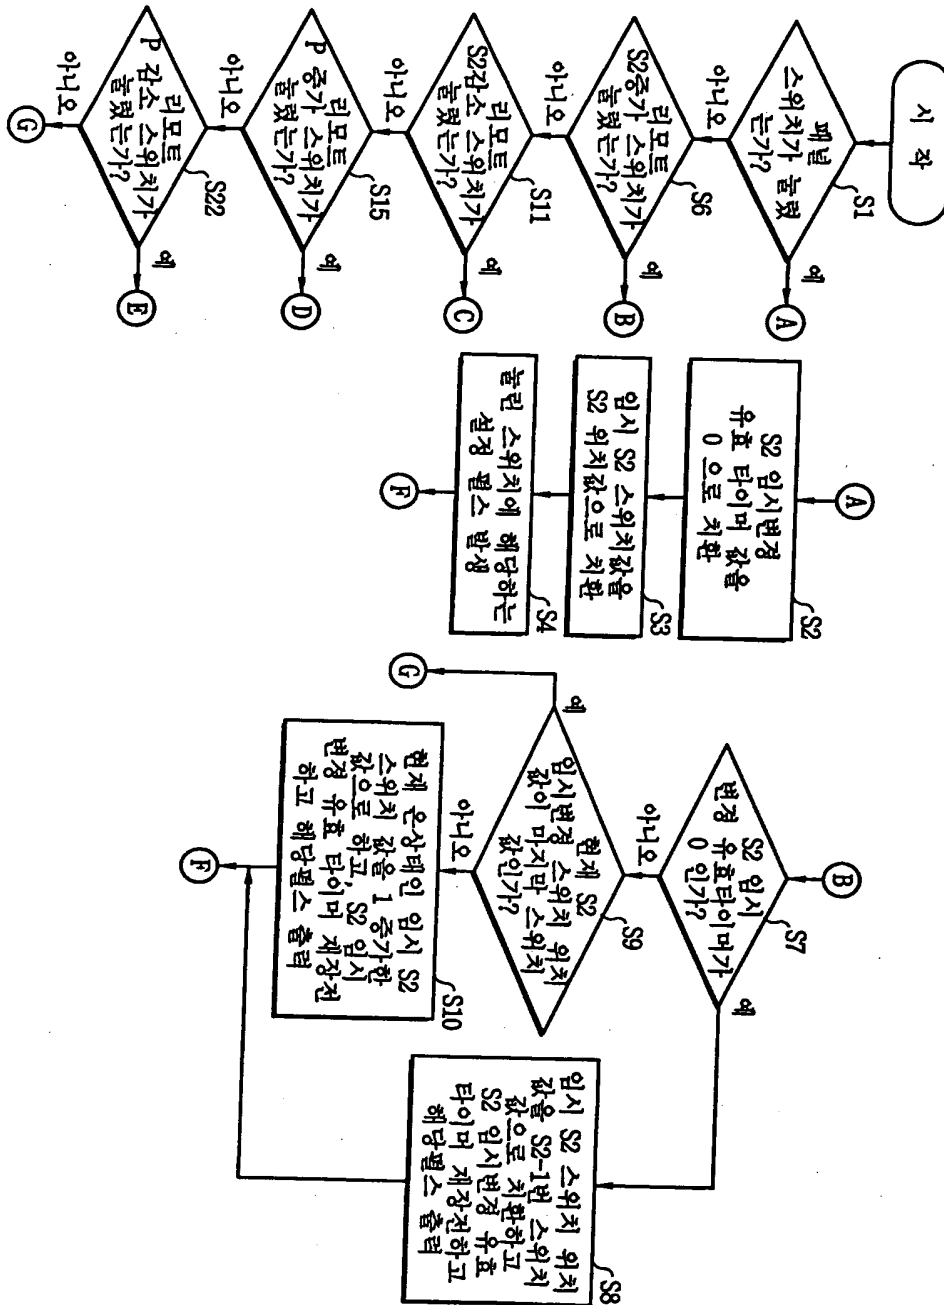 시 작
패널
스위치가 눌렸
는가?
S1
예
A
아니요
리모트
S2증가 스위치가
눌렸는가?
S6
예
B
아니요
리모트
S2감소 스위치가
눌렸는가?
S11
예
C
아니요
리모트
P 증가 스위치가
눌렸는가?
S15
예
D
아니요
리모트
P 감소 스위치가
눌렸는가?
S22
예
E
아니요
G
A
S2 임시변경
유효 타이머 값을
0 으로 치환
S2
임시 S2 스위치값을
S2 위치값으로 치환
S3
눌린 스위치에 해당하는
설정 펄스 발생
S4
F
B
S2 임시
변경 유효타이머가
0 인가?
S7
예
아니요
현재 S2
임시변경 스위치 위치
값이 마지막 스위치
값인가?
S9
예
G
아니요
현재 온상태인 임시 S2
스위치 값을 1 증가한
값으로 하고, S2 임시
변경 유효 타이머 재장전
하고 해당펄스 출력
S10
F
임시 S2 스위치 위치
값을 S2-1번 스위치
값으로 치환하고
S2 임시변경 유효
타이머 재장전하고
해당펄스 출력
S8